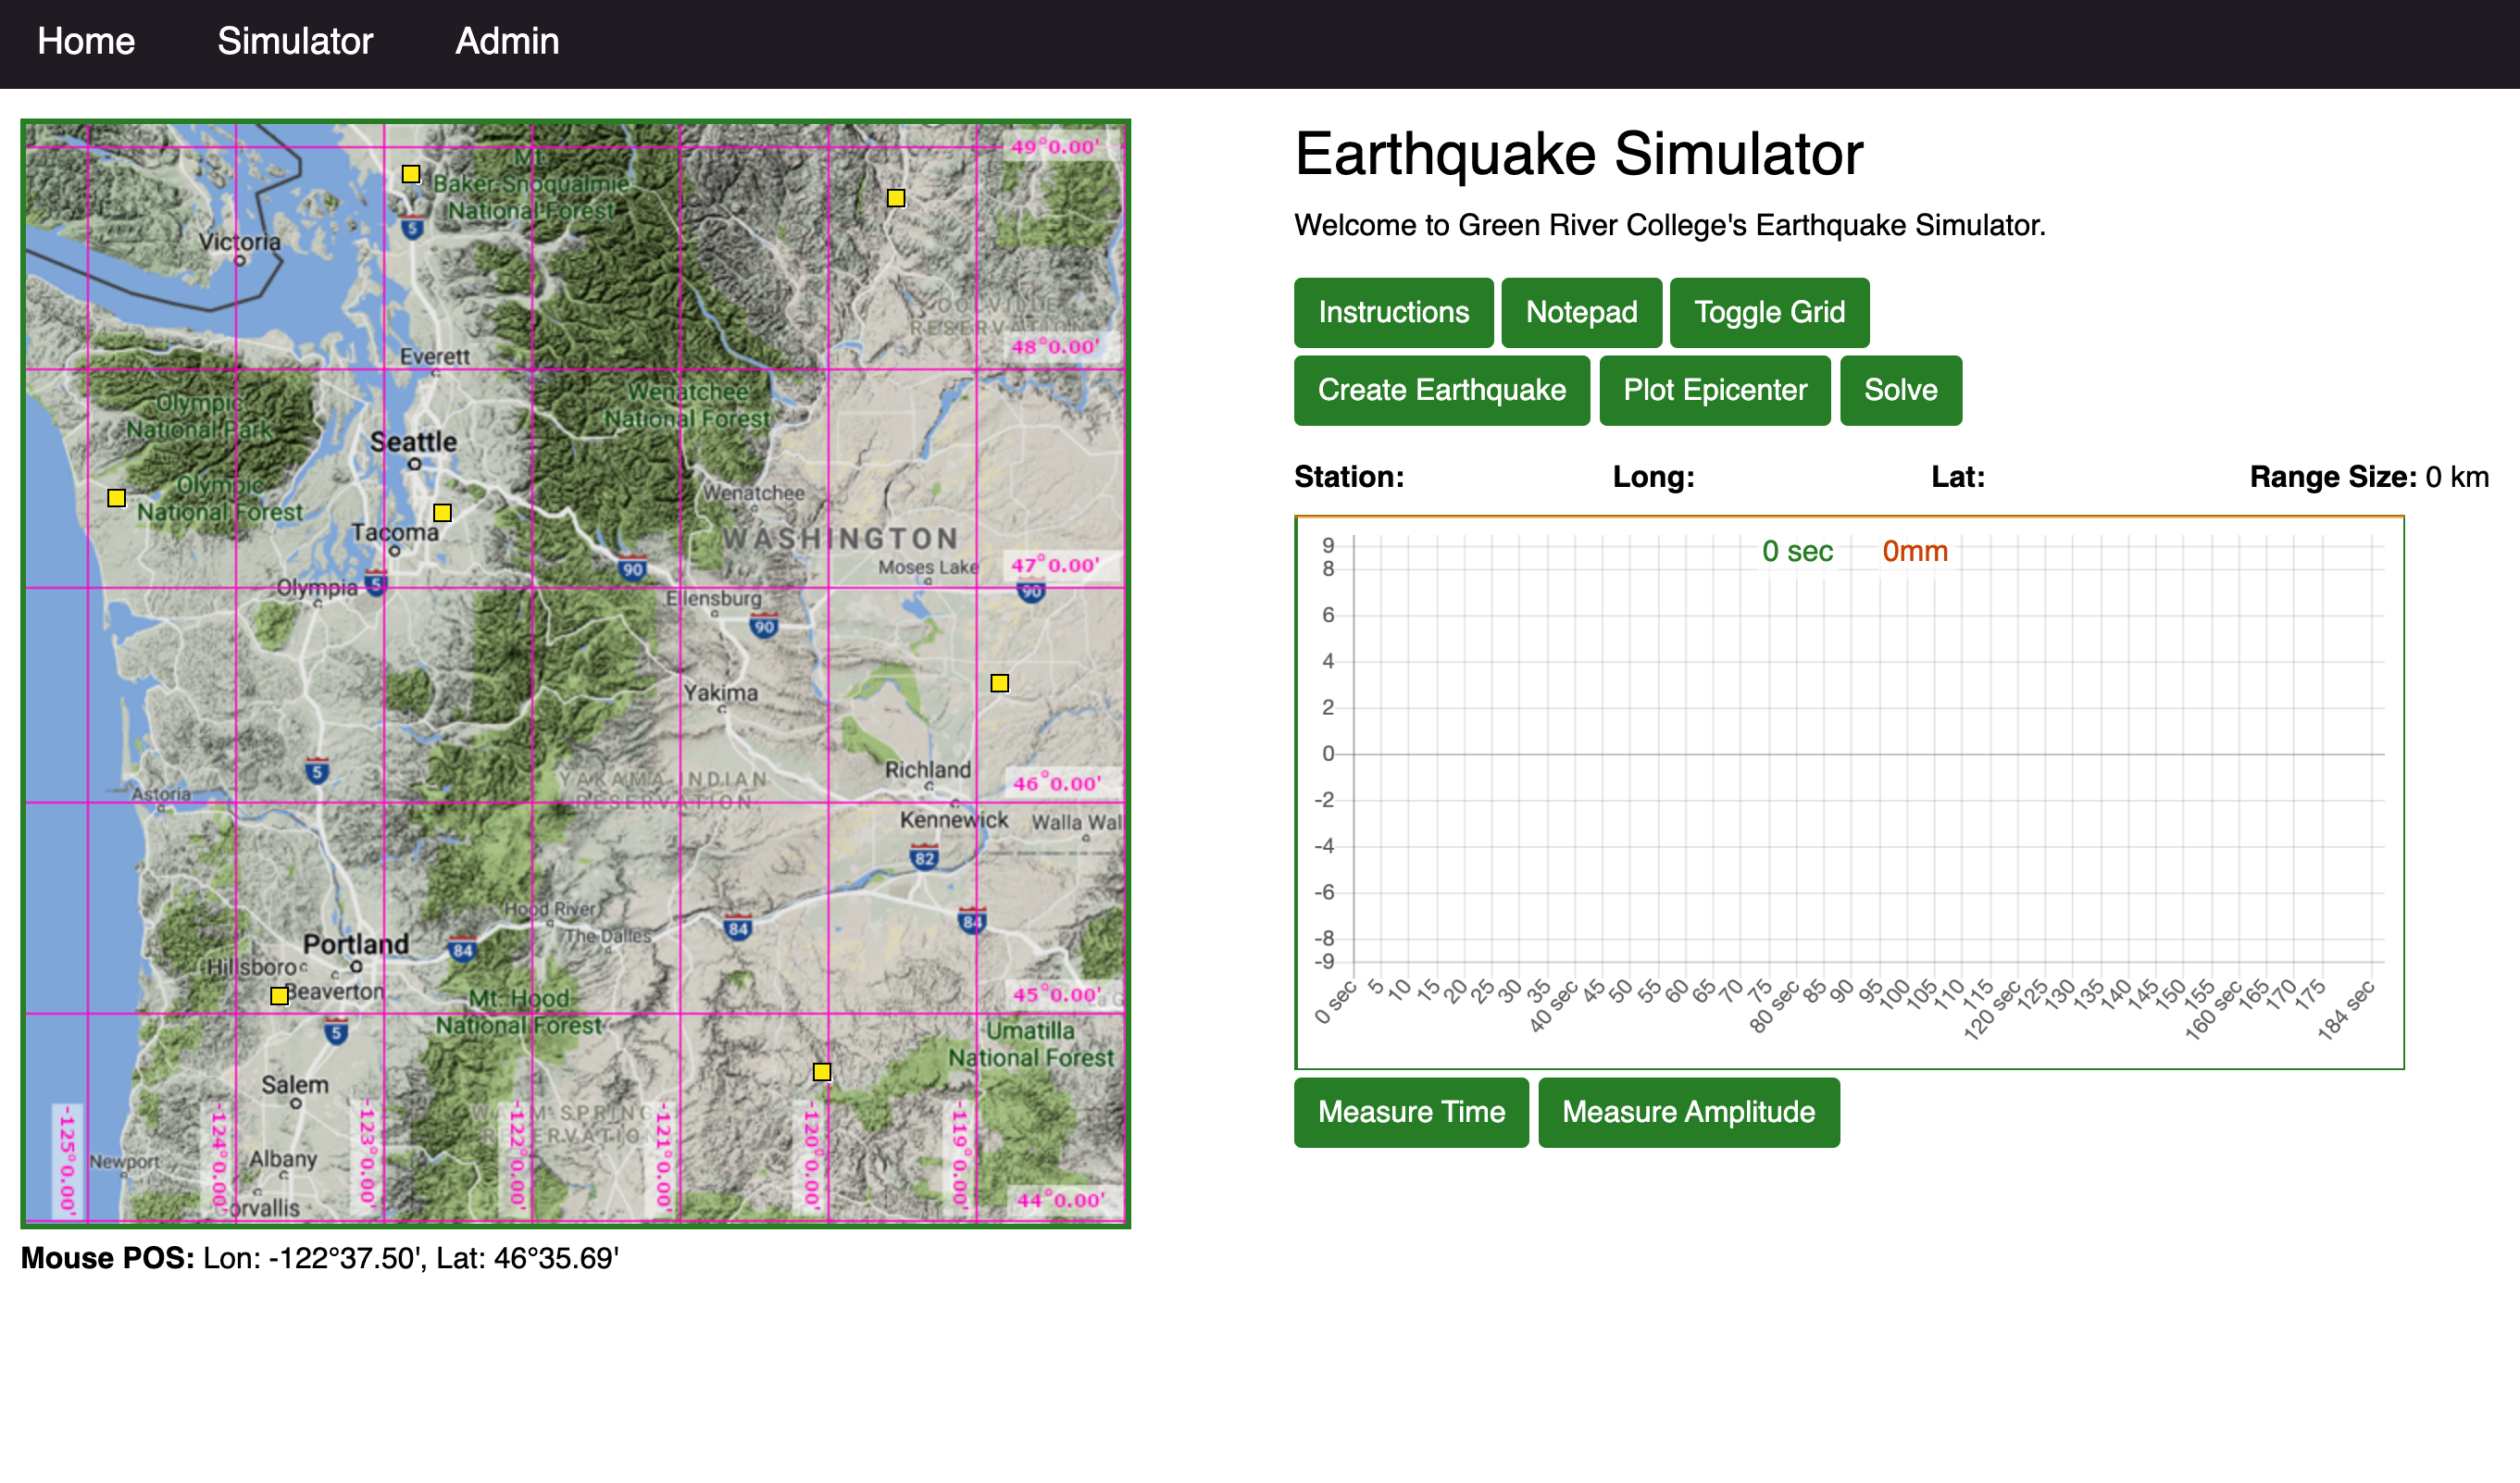 Home Simulator Admin
49°0.00'
Mt.
Baker-Snoqualmie
National Forest
5
Victoria
RESERVATION
48°0.00'
Everett
Wenatchee
National Forest
Olympic
National Park
Seattle
Olympic
National Forest
Wenatchee
Tacoma
WASHINGTON
90
Moses Lake
47°0.00'
Olympia
5
90
Ellensburg
90
Yakima
5
YAKAMA INDIAN
RESERVATION
Richland
46°0.00'
Astoria
Kennewick
Walla Wal
82
Hood River
84
84
The Dalles
Portland
84
Hillsboro
Beaverton
45°0.00'
Mt. Hood
National Forest
5
Umatilla
National Forest
Salem
-125°0.00'
-124°0.00'
-123°0.00'
-122°0.00'
-121°0.00'
-120°0.00'
-119°0.00'
Newport
Albany
44°0.00'
orvallis
Mouse POS: Lon: -122°37.50', Lat: 46°35.69'
Earthquake Simulator
Welcome to Green River College's Earthquake Simulator.
Instructions Notepad Toggle Grid
Create Earthquake Plot Epicenter Solve
Station: Long: Lat: Range Size: 0 km
0 sec 0mm
9
8
6
4
2
0
-2
-4
-6
-8
-9
0 sec 5 10 15 20 25 30 35 40 sec 45 50 55 60 65 70 75 80 sec 85 90 95 100 105 110 115 120 sec 125 130 135 140 145 150 155 160 sec 165 170 175 184 sec
Measure Time Measure Amplitude